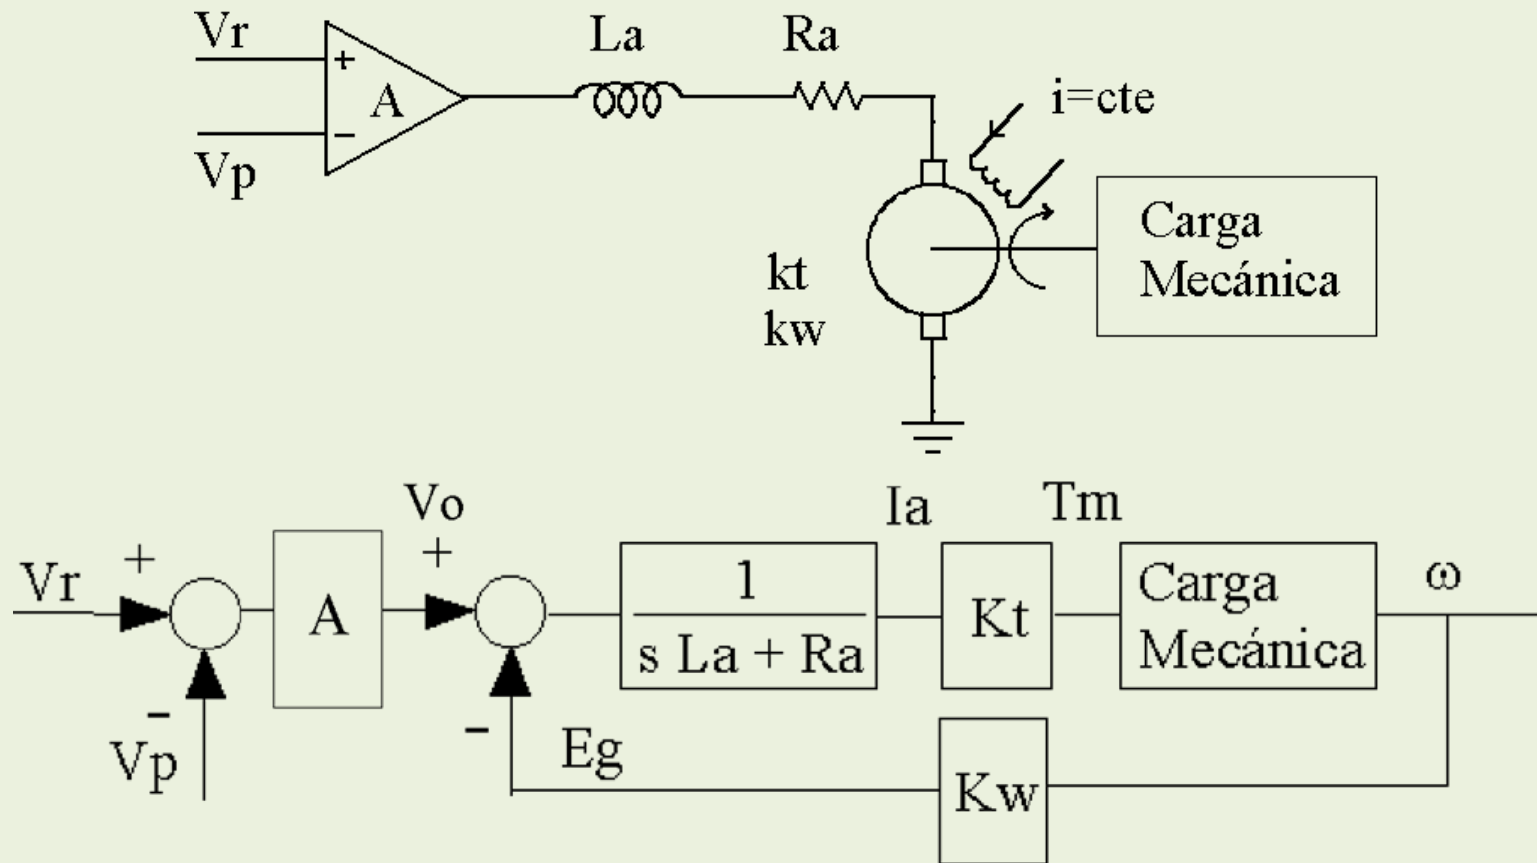 Vr
La
Ra
+
A
i=cte
−
Vp
Carga
Mecánica
kt
kw
Vo
Ia
Tm
+
+
1
Carga
ω
Vr
A
s La + Ra
Kt
Mecánica
−
−
Vp
Eg
Kw